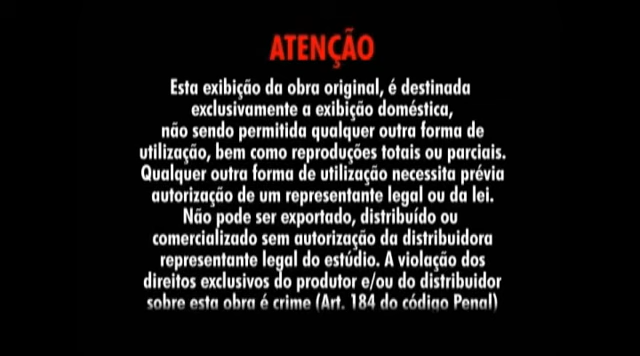 ATENÇÃO
Esta exibição da obra original, é destinada
exclusivamente a exibição doméstica,
não sendo permitida qualquer outra forma de
utilização, bem como reproduções totais ou parciais.
Qualquer outra forma de utilização necessita prévia
autorização de um representante legal ou da lei.
Não pode ser exportado, distribuído ou
comercializado sem autorização da distribuidora
representante legal do estúdio. A violação dos
direitos exclusivos do produtor e/ou do distribuidor
sobre esta obra é crime (Art. 184 do código Penal)